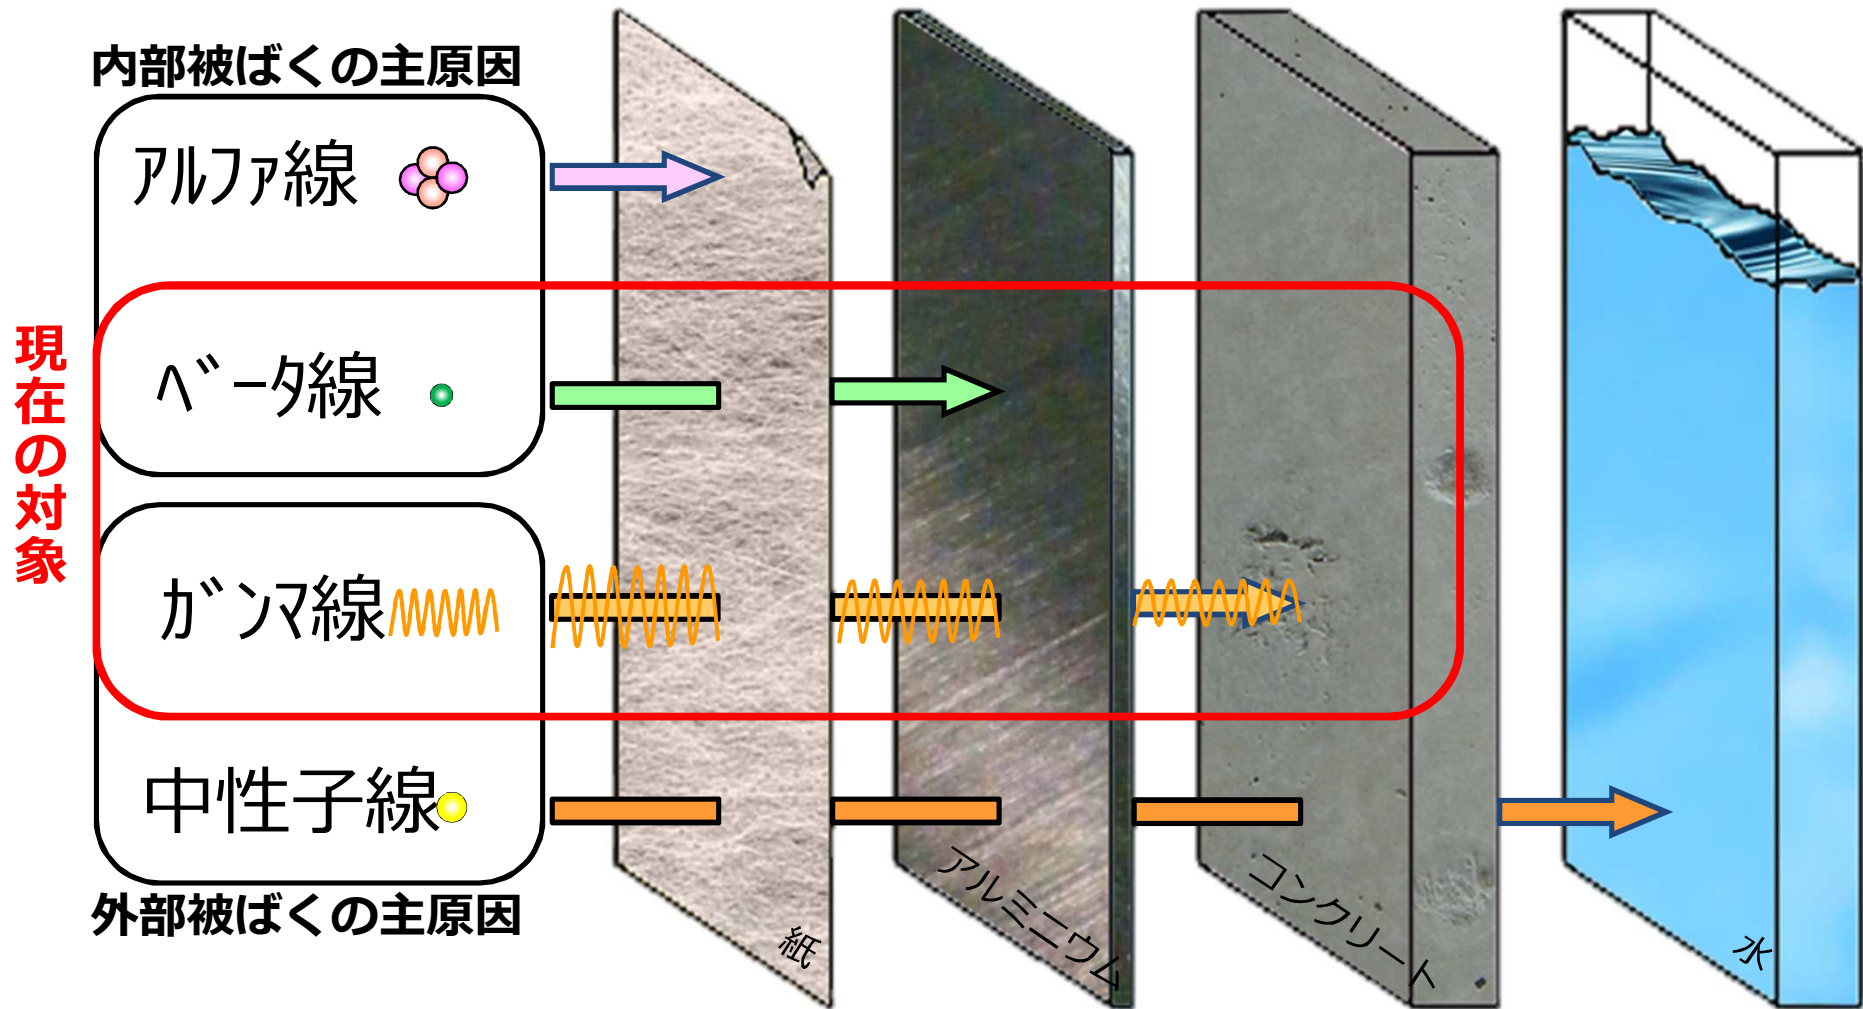 内部被ばくの主原因
ｱﾙﾌｧ線
現在の対象
ﾍﾞｰﾀ線
ｶﾞﾝﾏ線
中性子線
外部被ばくの主原因
紙
アルミニウム
コンクリート
水